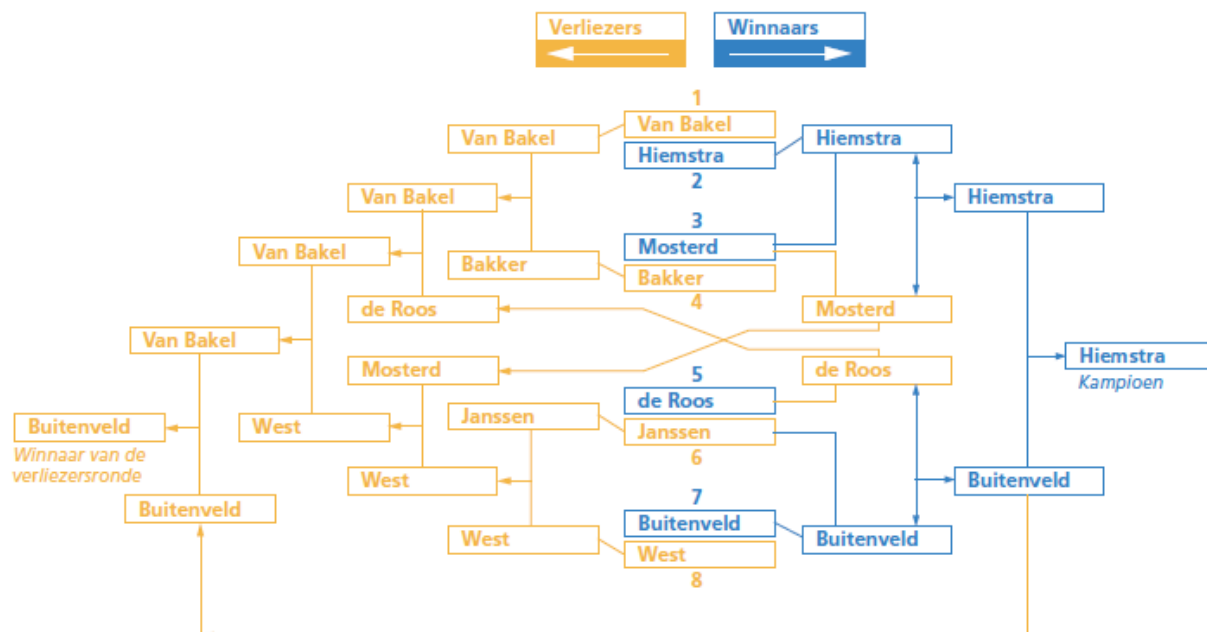 Verliezers
Winnaars
1
Van Bakel
Van Bakel
Hiemstra
Hiemstra
2
Van Bakel
Hiemstra
3
Van Bakel
Mosterd
Bakker
Bakker
4
de Roos
Mosterd
Van Bakel
Hiemstra
Kampioen
Mosterd
5
de Roos
de Roos
Buitenveld
Winnaar van de
verliezersronde
West
Janssen
Janssen
6
West
Buitenveld
7
Buitenveld
Buitenveld
West
West
Buitenveld
8